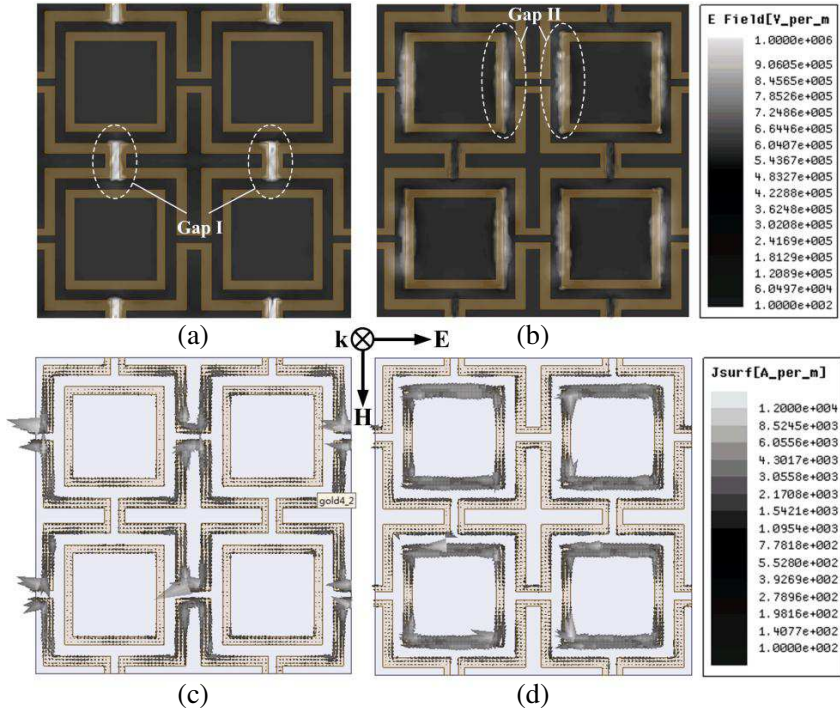 E Field[V_per_m
1.0000e+006
9.0605e+005
8.4565e+005
7.8526e+005
7.2486e+005
6.6446e+005
6.0407e+005
5.4367e+005
4.8327e+005
4.2288e+005
3.6248e+005
3.0208e+005
2.4169e+005
1.8129e+005
1.2089e+005
6.0497e+004
1.0000e+002
Gap I
Gap II
(a)
(b)
k
E
H
Jsurf[A_per_m]
1.2000e+004
8.5245e+003
6.0556e+003
4.3017e+003
3.0558e+003
2.1708e+003
1.5421e+003
1.0954e+003
7.7818e+002
5.5280e+002
3.9269e+002
2.7896e+002
1.9816e+002
1.4077e+002
1.0000e+002
gold4_2
(c)
(d)